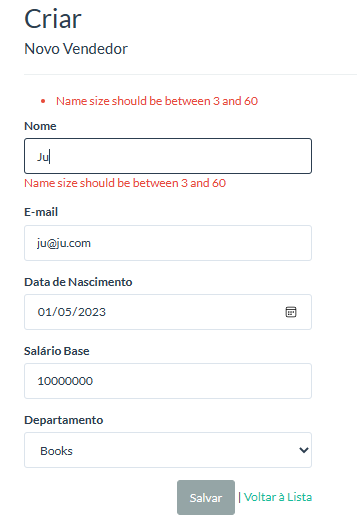 Criar
Novo Vendedor
• Name size should be between 3 and 60
Nome
Ju
Name size should be between 3 and 60
E-mail
ju@ju.com
Data de Nascimento
01/05/2023
Salário Base
10000000
Departamento
Books
Salvar | Voltar à Lista